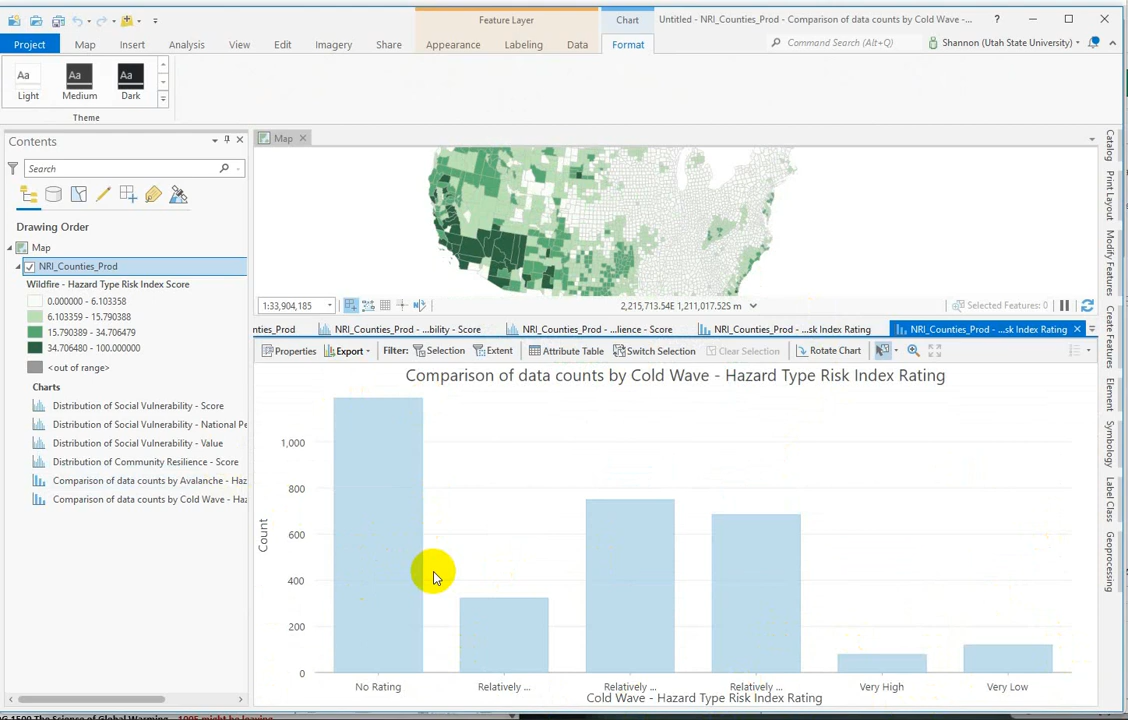 Feature Layer
Chart
Untitled - NRI_Counties_Prod - Comparison of data counts by Cold Wave -...
?
Project
Map
Insert
Analysis
View
Edit
Imagery
Share
Appearance
Labeling
Data
Format
Command Search (Alt+Q)
Shannon (Utah State University)
Aa
Aa
Aa
Light
Medium
Dark
Theme
Contents
Search
Drawing Order
Map
NRI_Counties_Prod
Wildfire - Hazard Type Risk Index Score
0.000000 - 6.103358
6.103359 - 15.790388
15.790389 - 34.706479
34.706480 - 100.000000
<out of range>
Charts
Distribution of Social Vulnerability - Score
Distribution of Social Vulnerability - National Pe
Distribution of Social Vulnerability - Value
Distribution of Community Resilience - Score
Comparison of data counts by Avalanche - Haz
Comparison of data counts by Cold Wave - Ha
Map
1:33,904,185
2,215,713.54E 1,211,017.52S m
Selected Features: 0
nties_Prod
NRI_Counties_Prod - ...bility - Score
NRI_Counties_Prod - ...lience - Score
NRI_Counties_Prod - ...sk Index Rating
NRI_Counties_Prod - ...sk Index Rating
Properties
Export
Filter:
Selection
Extent
Attribute Table
Switch Selection
Clear Selection
Rotate Chart
Comparison of data counts by Cold Wave - Hazard Type Risk Index Rating
1,000
800
600
400
200
0
Count
No Rating
Relatively ...
Relatively ...
Relatively ...
Very High
Very Low
Cold Wave - Hazard Type Risk Index Rating
Catalog
Print Layout
Modify Features
Create Features
Element
Symbology
Label Class
Geoprocessing